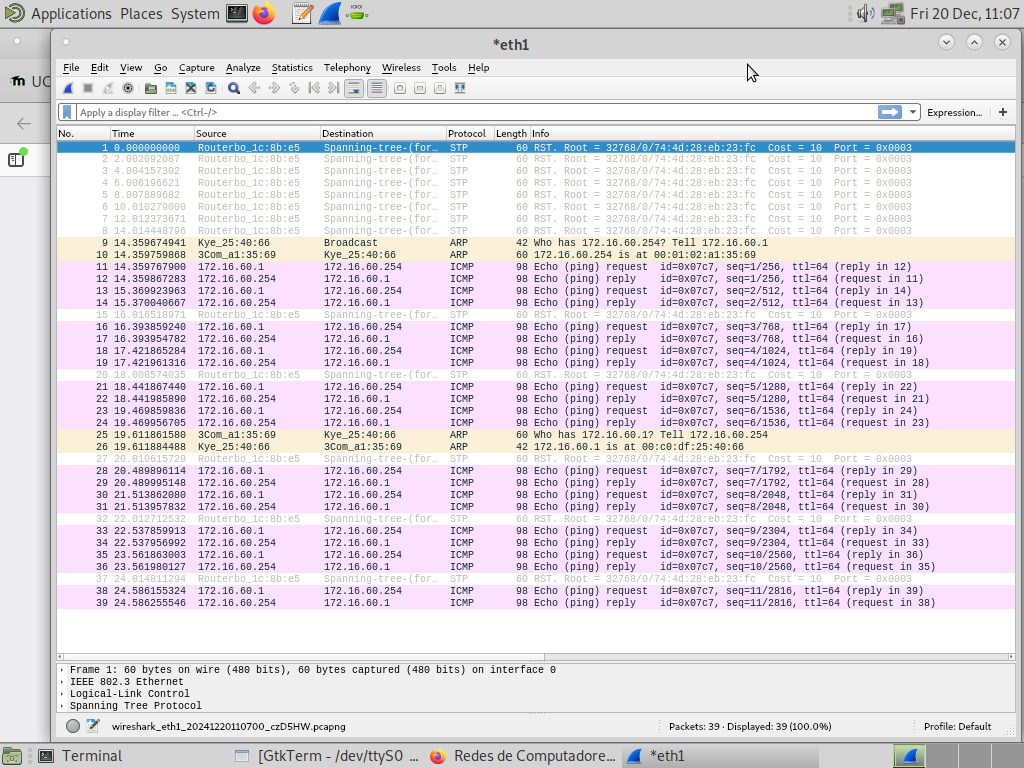 Applications Places System Fri 20 Dec, 11:07
*eth1
UC
File Edit View Go Capture Analyze Statistics Telephony Wireless Tools Help
Apply a display filter ... <Ctrl-/> Expression... +
No. Time Source Destination Protocol Length Info
1 0.000000000 Routerbo_1c:8b:e5 Spanning-tree-(for… STP 60 RST. Root = 32768/0/74:4d:28:eb:23:fc Cost = 10 Port = 0x0003
2 2.002092087 Routerbo_1c:8b:e5 Spanning-tree-(for… STP 60 RST. Root = 32768/0/74:4d:28:eb:23:fc Cost = 10 Port = 0x0003
3 4.004157302 Routerbo_1c:8b:e5 Spanning-tree-(for… STP 60 RST. Root = 32768/0/74:4d:28:eb:23:fc Cost = 10 Port = 0x0003
4 6.006196621 Routerbo_1c:8b:e5 Spanning-tree-(for… STP 60 RST. Root = 32768/0/74:4d:28:eb:23:fc Cost = 10 Port = 0x0003
5 8.007889682 Routerbo_1c:8b:e5 Spanning-tree-(for… STP 60 RST. Root = 32768/0/74:4d:28:eb:23:fc Cost = 10 Port = 0x0003
6 10.010279000 Routerbo_1c:8b:e5 Spanning-tree-(for… STP 60 RST. Root = 32768/0/74:4d:28:eb:23:fc Cost = 10 Port = 0x0003
7 12.012373671 Routerbo_1c:8b:e5 Spanning-tree-(for… STP 60 RST. Root = 32768/0/74:4d:28:eb:23:fc Cost = 10 Port = 0x0003
8 14.014448796 Routerbo_1c:8b:e5 Spanning-tree-(for… STP 60 RST. Root = 32768/0/74:4d:28:eb:23:fc Cost = 10 Port = 0x0003
9 14.359674941 Kye_25:40:66 Broadcast ARP 42 Who has 172.16.60.254? Tell 172.16.60.1
10 14.359759868 3Com_a1:35:69 Kye_25:40:66 ARP 60 172.16.60.254 is at 00:01:02:a1:35:69
11 14.359767900 172.16.60.1 172.16.60.254 ICMP 98 Echo (ping) request id=0x07c7, seq=1/256, ttl=64 (reply in 12)
12 14.359867283 172.16.60.254 172.16.60.1 ICMP 98 Echo (ping) reply id=0x07c7, seq=1/256, ttl=64 (request in 11)
13 15.369923963 172.16.60.1 172.16.60.254 ICMP 98 Echo (ping) request id=0x07c7, seq=2/512, ttl=64 (reply in 14)
14 15.370040667 172.16.60.254 172.16.60.1 ICMP 98 Echo (ping) reply id=0x07c7, seq=2/512, ttl=64 (request in 13)
15 16.016518971 Routerbo_1c:8b:e5 Spanning-tree-(for… STP 60 RST. Root = 32768/0/74:4d:28:eb:23:fc Cost = 10 Port = 0x0003
16 16.393859240 172.16.60.1 172.16.60.254 ICMP 98 Echo (ping) request id=0x07c7, seq=3/768, ttl=64 (reply in 17)
17 16.393954782 172.16.60.254 172.16.60.1 ICMP 98 Echo (ping) reply id=0x07c7, seq=3/768, ttl=64 (request in 16)
18 17.421865284 172.16.60.1 172.16.60.254 ICMP 98 Echo (ping) request id=0x07c7, seq=4/1024, ttl=64 (reply in 19)
19 17.421961316 172.16.60.254 172.16.60.1 ICMP 98 Echo (ping) reply id=0x07c7, seq=4/1024, ttl=64 (request in 18)
20 18.008574035 Routerbo_1c:8b:e5 Spanning-tree-(for… STP 60 RST. Root = 32768/0/74:4d:28:eb:23:fc Cost = 10 Port = 0x0003
21 18.441867440 172.16.60.1 172.16.60.254 ICMP 98 Echo (ping) request id=0x07c7, seq=5/1280, ttl=64 (reply in 22)
22 18.441985890 172.16.60.254 172.16.60.1 ICMP 98 Echo (ping) reply id=0x07c7, seq=5/1280, ttl=64 (request in 21)
23 19.469859836 172.16.60.1 172.16.60.254 ICMP 98 Echo (ping) request id=0x07c7, seq=6/1536, ttl=64 (reply in 24)
24 19.469956705 172.16.60.254 172.16.60.1 ICMP 98 Echo (ping) reply id=0x07c7, seq=6/1536, ttl=64 (request in 23)
25 19.611861580 3Com_a1:35:69 Kye_25:40:66 ARP 60 Who has 172.16.60.1? Tell 172.16.60.254
26 19.611884488 Kye_25:40:66 3Com_a1:35:69 ARP 42 172.16.60.1 is at 00:c0:df:25:40:66
27 20.010615729 Routerbo_1c:8b:e5 Spanning-tree-(for… STP 60 RST. Root = 32768/0/74:4d:28:eb:23:fc Cost = 10 Port = 0x0003
28 20.489896114 172.16.60.1 172.16.60.254 ICMP 98 Echo (ping) request id=0x07c7, seq=7/1792, ttl=64 (reply in 29)
29 20.489995148 172.16.60.254 172.16.60.1 ICMP 98 Echo (ping) reply id=0x07c7, seq=7/1792, ttl=64 (request in 28)
30 21.513862080 172.16.60.1 172.16.60.254 ICMP 98 Echo (ping) request id=0x07c7, seq=8/2048, ttl=64 (reply in 31)
31 21.513957832 172.16.60.254 172.16.60.1 ICMP 98 Echo (ping) reply id=0x07c7, seq=8/2048, ttl=64 (request in 30)
32 22.012712532 Routerbo_1c:8b:e5 Spanning-tree-(for… STP 60 RST. Root = 32768/0/74:4d:28:eb:23:fc Cost = 10 Port = 0x0003
33 22.537859913 172.16.60.1 172.16.60.254 ICMP 98 Echo (ping) request id=0x07c7, seq=9/2304, ttl=64 (reply in 34)
34 22.537956992 172.16.60.254 172.16.60.1 ICMP 98 Echo (ping) reply id=0x07c7, seq=9/2304, ttl=64 (request in 33)
35 23.561863003 172.16.60.1 172.16.60.254 ICMP 98 Echo (ping) request id=0x07c7, seq=10/2560, ttl=64 (reply in 36)
36 23.561980127 172.16.60.254 172.16.60.1 ICMP 98 Echo (ping) reply id=0x07c7, seq=10/2560, ttl=64 (request in 35)
37 24.014811294 Routerbo_1c:8b:e5 Spanning-tree-(for… STP 60 RST. Root = 32768/0/74:4d:28:eb:23:fc Cost = 10 Port = 0x0003
38 24.586155324 172.16.60.1 172.16.60.254 ICMP 98 Echo (ping) request id=0x07c7, seq=11/2816, ttl=64 (reply in 39)
39 24.586255546 172.16.60.254 172.16.60.1 ICMP 98 Echo (ping) reply id=0x07c7, seq=11/2816, ttl=64 (request in 38)
Frame 1: 60 bytes on wire (480 bits), 60 bytes captured (480 bits) on interface 0
IEEE 802.3 Ethernet
Logical-Link Control
Spanning Tree Protocol
wireshark_eth1_20241220110700_czD5HW.pcapng Packets: 39 · Displayed: 39 (100.0%) Profile: Default
Terminal [GtkTerm - /dev/ttyS0 ... Redes de Computadore... *eth1